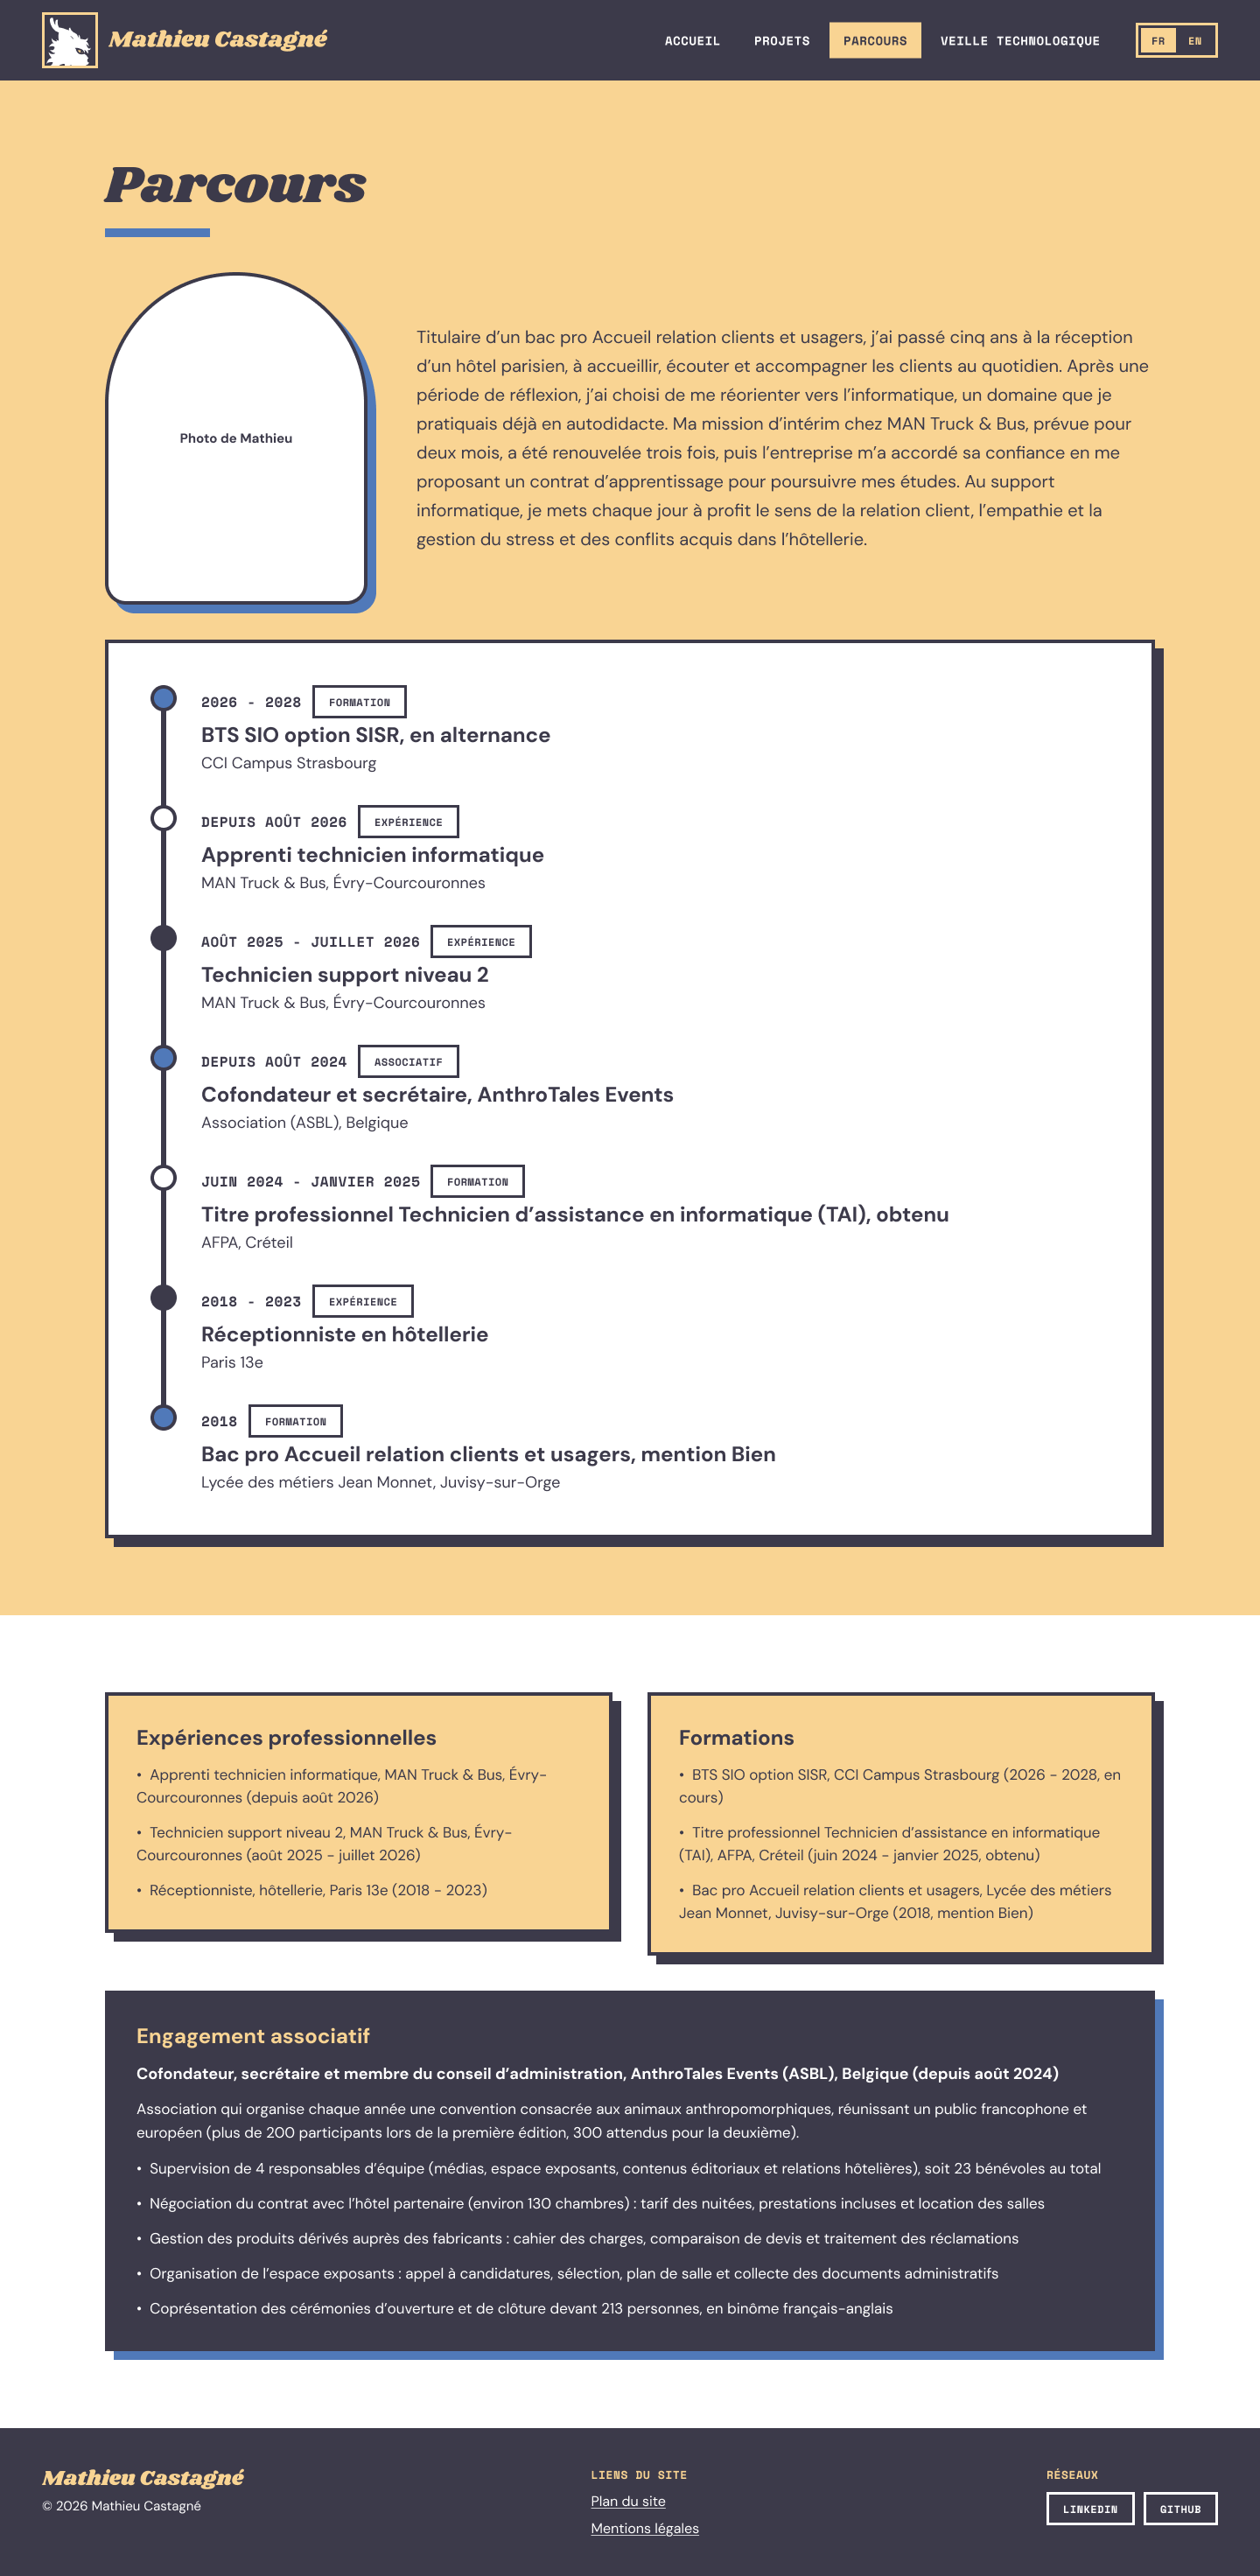 Mathieu Castagné
ACCUEIL
PROJETS
PARCOURS
VEILLE TECHNOLOGIQUE
FR
EN
Parcours
Photo de Mathieu
Titulaire d’un bac pro Accueil relation clients et usagers, j’ai passé cinq ans à la réception
d’un hôtel parisien, à accueillir, écouter et accompagner les clients au quotidien. Après une
période de réflexion, j’ai choisi de me réorienter vers l’informatique, un domaine que je
pratiquais déjà en autodidacte. Ma mission d’intérim chez MAN Truck & Bus, prévue pour
deux mois, a été renouvelée trois fois, puis l’entreprise m’a accordé sa confiance en me
proposant un contrat d’apprentissage pour poursuivre mes études. Au support
informatique, je mets chaque jour à profit le sens de la relation client, l’empathie et la
gestion du stress et des conflits acquis dans l’hôtellerie.
2026 - 2028 FORMATION
BTS SIO option SISR, en alternance
CCI Campus Strasbourg
DEPUIS AOÛT 2026 EXPÉRIENCE
Apprenti technicien informatique
MAN Truck & Bus, Évry-Courcouronnes
AOÛT 2025 - JUILLET 2026 EXPÉRIENCE
Technicien support niveau 2
MAN Truck & Bus, Évry-Courcouronnes
DEPUIS AOÛT 2024 ASSOCIATIF
Cofondateur et secrétaire, AnthroTales Events
Association (ASBL), Belgique
JUIN 2024 - JANVIER 2025 FORMATION
Titre professionnel Technicien d’assistance en informatique (TAI), obtenu
AFPA, Créteil
2018 - 2023 EXPÉRIENCE
Réceptionniste en hôtellerie
Paris 13e
2018 FORMATION
Bac pro Accueil relation clients et usagers, mention Bien
Lycée des métiers Jean Monnet, Juvisy-sur-Orge
Expériences professionnelles
• Apprenti technicien informatique, MAN Truck & Bus, Évry-
Courcouronnes (depuis août 2026)
• Technicien support niveau 2, MAN Truck & Bus, Évry-
Courcouronnes (août 2025 - juillet 2026)
• Réceptionniste, hôtellerie, Paris 13e (2018 - 2023)
Formations
• BTS SIO option SISR, CCI Campus Strasbourg (2026 - 2028, en
cours)
• Titre professionnel Technicien d’assistance en informatique
(TAI), AFPA, Créteil (juin 2024 - janvier 2025, obtenu)
• Bac pro Accueil relation clients et usagers, Lycée des métiers
Jean Monnet, Juvisy-sur-Orge (2018, mention Bien)
Engagement associatif
Cofondateur, secrétaire et membre du conseil d’administration, AnthroTales Events (ASBL), Belgique (depuis août 2024)
Association qui organise chaque année une convention consacrée aux animaux anthropomorphiques, réunissant un public francophone et
européen (plus de 200 participants lors de la première édition, 300 attendus pour la deuxième).
• Supervision de 4 responsables d’équipe (médias, espace exposants, contenus éditoriaux et relations hôtelières), soit 23 bénévoles au total
• Négociation du contrat avec l’hôtel partenaire (environ 130 chambres) : tarif des nuitées, prestations incluses et location des salles
• Gestion des produits dérivés auprès des fabricants : cahier des charges, comparaison de devis et traitement des réclamations
• Organisation de l’espace exposants : appel à candidatures, sélection, plan de salle et collecte des documents administratifs
• Coprésentation des cérémonies d’ouverture et de clôture devant 213 personnes, en binôme français-anglais
Mathieu Castagné
© 2026 Mathieu Castagné
LIENS DU SITE
Plan du site
Mentions légales
RÉSEAUX
LINKEDIN
GITHUB